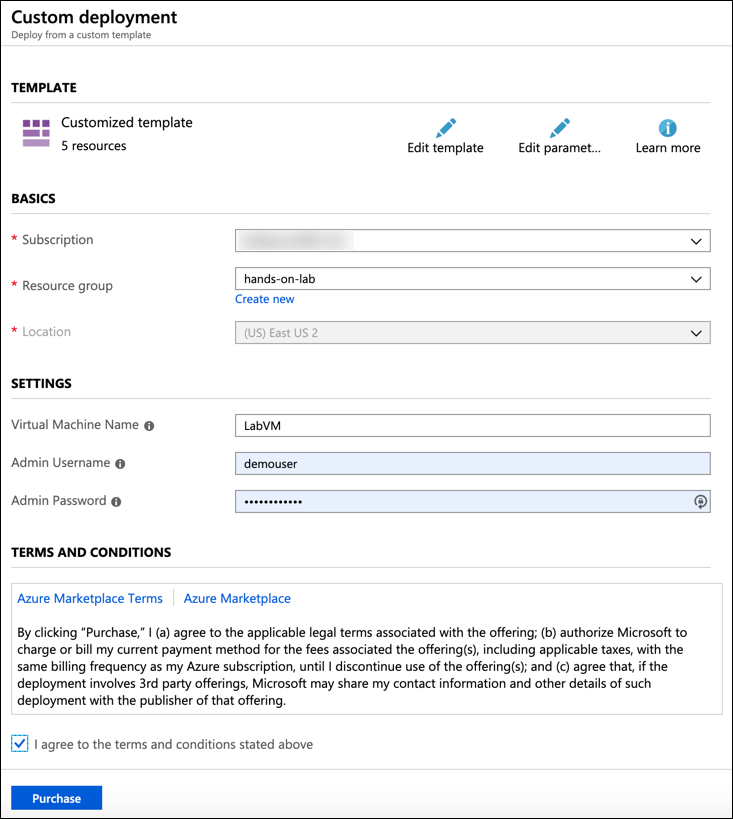 Custom deployment
Deploy from a custom template
TEMPLATE
Customized template
5 resources
Edit template
Edit paramet...
Learn more
BASICS
* Subscription
* Resource group
hands-on-lab
Create new
* Location
(US) East US 2
SETTINGS
Virtual Machine Name
LabVM
Admin Username
demouser
Admin Password
••••••••••••
TERMS AND CONDITIONS
Azure Marketplace Terms
Azure Marketplace
By clicking “Purchase,” I (a) agree to the applicable legal terms associated with the offering; (b) authorize Microsoft to
charge or bill my current payment method for the fees associated the offering(s), including applicable taxes, with the
same billing frequency as my Azure subscription, until I discontinue use of the offering(s); and (c) agree that, if the
deployment involves 3rd party offerings, Microsoft may share my contact information and other details of such
deployment with the publisher of that offering.
I agree to the terms and conditions stated above
Purchase